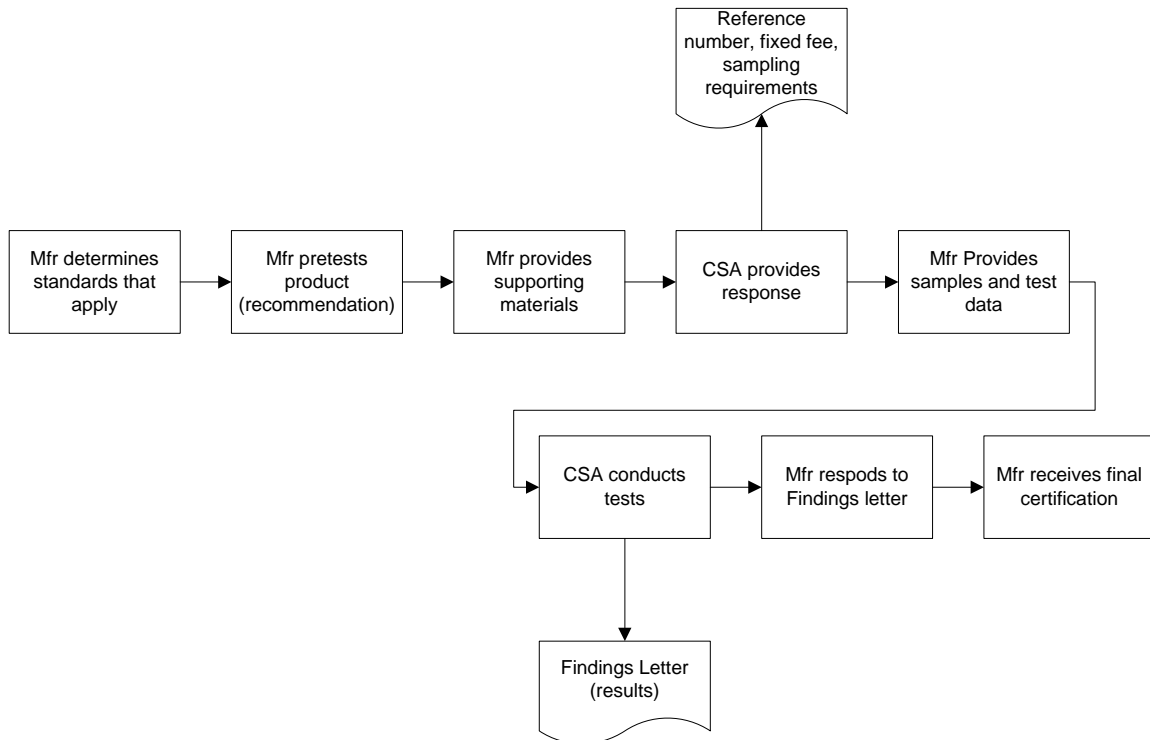 Reference
number, fixed fee,
sampling
requirements
Mfr determines
standards that
apply
Mfr pretests
product
(recommendation)
Mfr provides
supporting
materials
CSA provides
response
Mfr Provides
samples and test
data
CSA conducts
tests
Mfr respods to
Findings letter
Mfr receives final
certification
Findings Letter
(results)